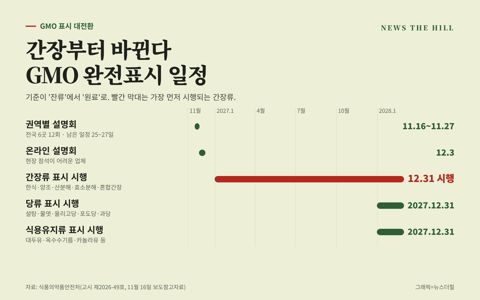 GMO 표시 대전환
NEWS THE HILL
간장부터 바뀐다
GMO 완전표시 일정
기준이 '잔류'에서 '원료'로. 빨간 막대는 가장 먼저 시행되는 간장류.
11월 2027.1 4월 7월 10월 2028.1
권역별 설명회 11.16~11.27
전국 6곳 12회 · 남은 일정 25~27일
온라인 설명회 12.3
현장 참석이 어려운 업체
간장류 표시 시행 12.31 시행
한식·양조·산분해·효소분해·혼합간장
당류 표시 시행 2027.12.31
설탕·물엿·올리고당·포도당·과당
식용유지류 표시 시행 2027.12.31
대두유·옥수수기름·카놀라유 등
자료: 식품의약품안전처(고시 제2026-49호, 11월 16일 보도참고자료)
그래픽=뉴스더힐